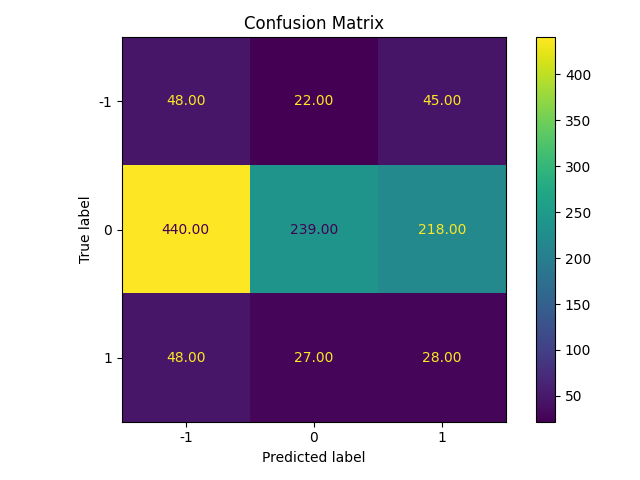 Confusion Matrix
True label
-1
48.00 22.00 45.00
0
440.00 239.00 218.00
1
48.00 27.00 28.00
-1 0 1
Predicted label
400
350
300
250
200
150
100
50